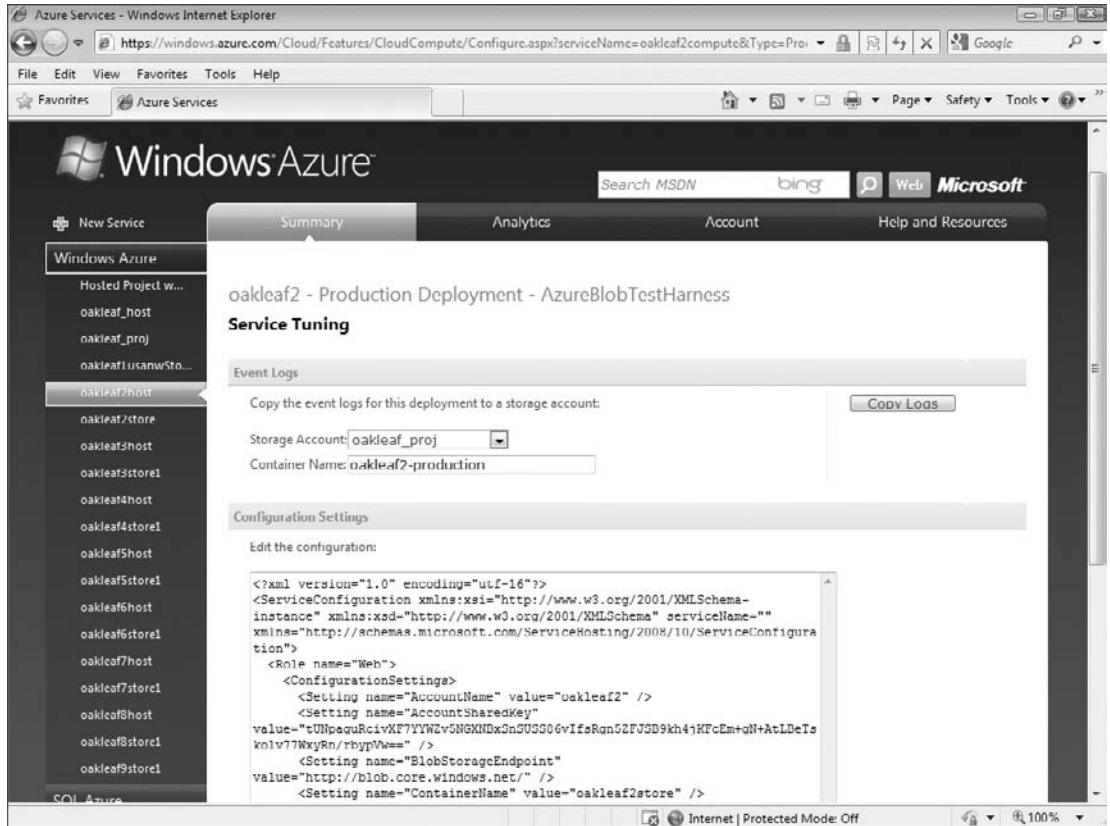 Azure Services - Windows Internet Explorer
https://windows.azure.com/Cloud/Features/CloudCompute/Configure.aspx?serviceName=oakleaf2compute&Type=Pro
Google
File Edit View Favorites Tools Help
Favorites Azure Services Page Safety Tools
Windows Azure
Search MSDN bing Web Microsoft
New Service Summary Analytics Account Help and Resources
Windows Azure
Hosted Project w...
oakleaf_host
oakleaf_proj
oakleaf1usanwSto...
oakleaf2host
oakleaf2store
oakleaf3host
oakleaf3store1
oakleaf4host
oakleaf4store1
oakleaf5host
oakleaf5store1
oakleaf6host
oakleaf6store1
oakleaf7host
oakleaf7store1
oakleaf8host
oakleaf8store1
oakleaf9store1
SQL Azure
oakleaf2 - Production Deployment - AzureBlobTestHarness
Service Tuning
Event Logs
Copy the event logs for this deployment to a storage account:
Copy Logs
Storage Account: oakleaf_proj
Container Name: oakleaf2-production
Configuration Settings
Edit the configuration:
<?xml version="1.0" encoding="utf-16"?>
<ServiceConfiguration xmlns:xsi="http://www.w3.org/2001/XMLSchema-
instance" xmlns:xsd="http://www.w3.org/2001/XMLSchema" serviceName=""
xmlns="http://schemas.microsoft.com/ServiceHosting/2008/10/ServiceConfigura
tion">
<Role name="Web">
<ConfigurationSettings>
<Setting name="AccountName" value="oakleaf2" />
<Setting name="AccountSharedKey"
value="
" />
<Setting name="BlobStorageEndpoint"
value="http://blob.core.windows.net/" />
<Setting name="ContainerName" value="oakleaf2store" />
Internet | Protected Mode: Off 100%